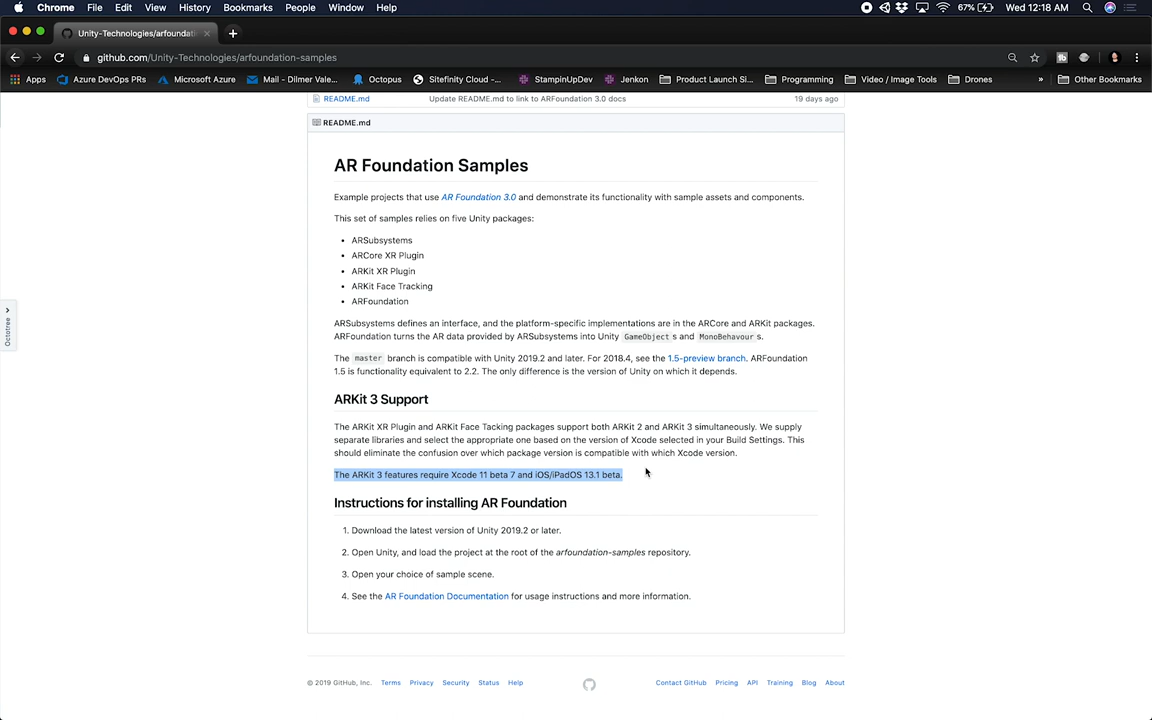 Chrome File Edit View History Bookmarks People Window Help 67% Wed 12:18 AM
Unity-Technologies/arfoundati
github.com/Unity-Technologies/arfoundation-samples
Apps Azure DevOps PRs Microsoft Azure Mail - Dilmer Vale... Octopus Sitefinity Cloud -... StampinUpDev Jenkon Product Launch Si... Programming Video / Image Tools Drones » Other Bookmarks
README.md Update README.md to link to ARFoundation 3.0 docs 19 days ago
README.md
AR Foundation Samples
Example projects that use AR Foundation 3.0 and demonstrate its functionality with sample assets and components.
This set of samples relies on five Unity packages:
• ARSubsystems
• ARCore XR Plugin
• ARKit XR Plugin
• ARKit Face Tracking
• ARFoundation
Octotree
ARSubsystems defines an interface, and the platform-specific implementations are in the ARCore and ARKit packages.
ARFoundation turns the AR data provided by ARSubsystems into Unity GameObject s and MonoBehavour s.
The master branch is compatible with Unity 2019.2 and later. For 2018.4, see the 1.5-preview branch. ARFoundation
1.5 is functionality equivalent to 2.2. The only difference is the version of Unity on which it depends.
ARKit 3 Support
The ARKit XR Plugin and ARKit Face Tacking packages support both ARKit 2 and ARKit 3 simultaneously. We supply
separate libraries and select the appropriate one based on the version of Xcode selected in your Build Settings. This
should eliminate the confusion over which package version is compatible with which Xcode version.
The ARKit 3 features require Xcode 11 beta 7 and iOS/iPadOS 13.1 beta.
Instructions for installing AR Foundation
1. Download the latest version of Unity 2019.2 or later.
2. Open Unity, and load the project at the root of the arfoundation-samples repository.
3. Open your choice of sample scene.
4. See the AR Foundation Documentation for usage instructions and more information.
© 2019 GitHub, Inc. Terms Privacy Security Status Help Contact GitHub Pricing API Training Blog About